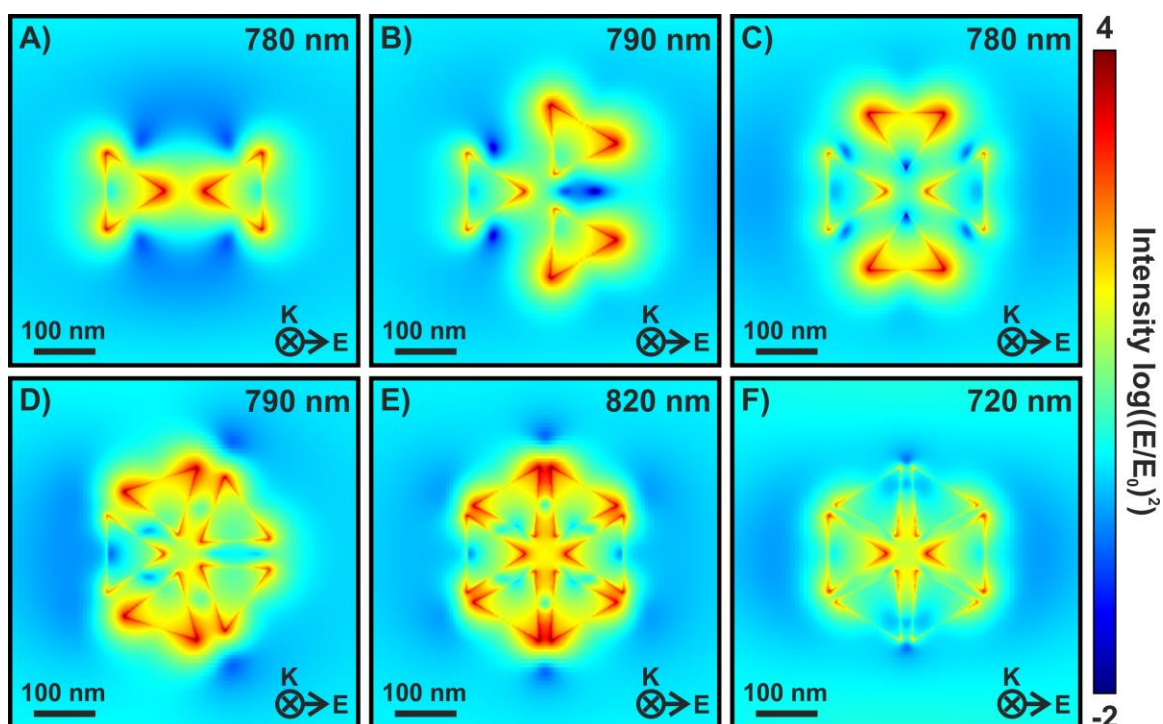 A) 780 nm
B) 790 nm
C) 780 nm
4
K
E
100 nm
K
E
100 nm
K
E
100 nm
Intensity log((E/E₀)²)
D) 790 nm
E) 820 nm
F) 720 nm
K
E
100 nm
K
E
100 nm
K
E
100 nm
-2